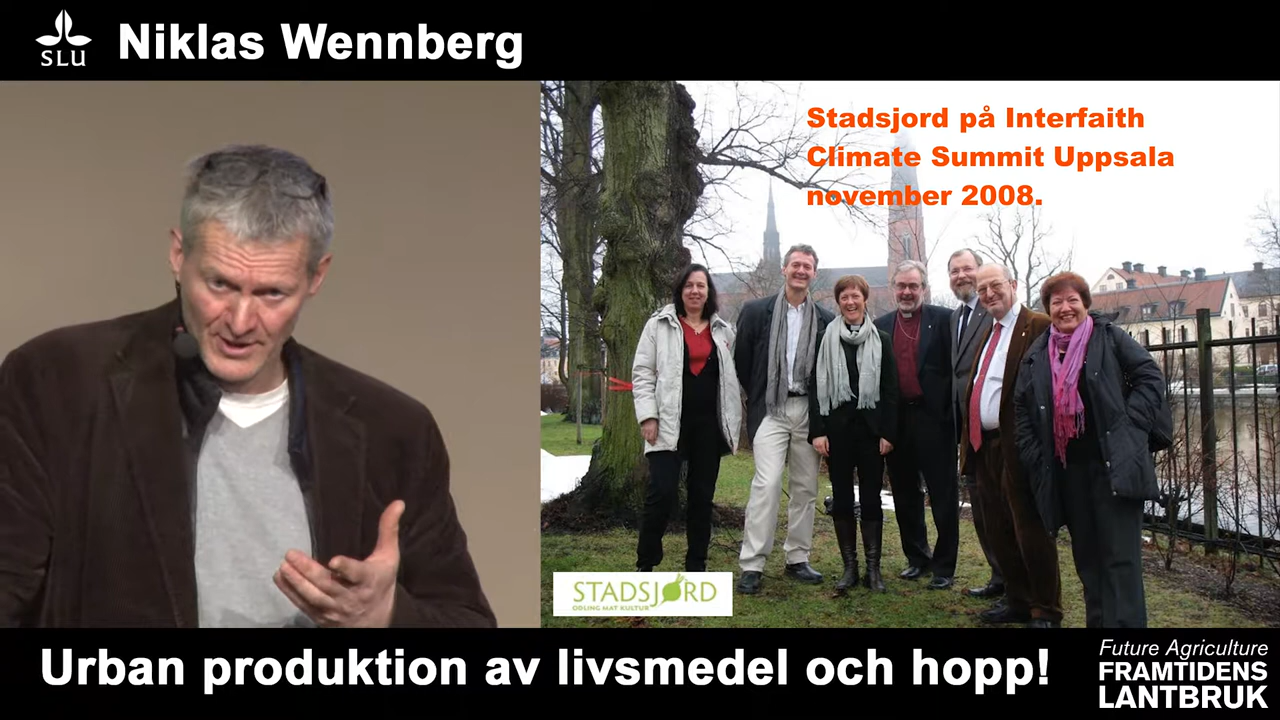 SLU
Niklas Wennberg
Stadsjord på Interfaith
Climate Summit Uppsala
november 2008.
STADSJORD
ODLING MAT KULTUR
Urban produktion av livsmedel och hopp!
Future Agriculture
FRAMTIDENS
LANTBRUK